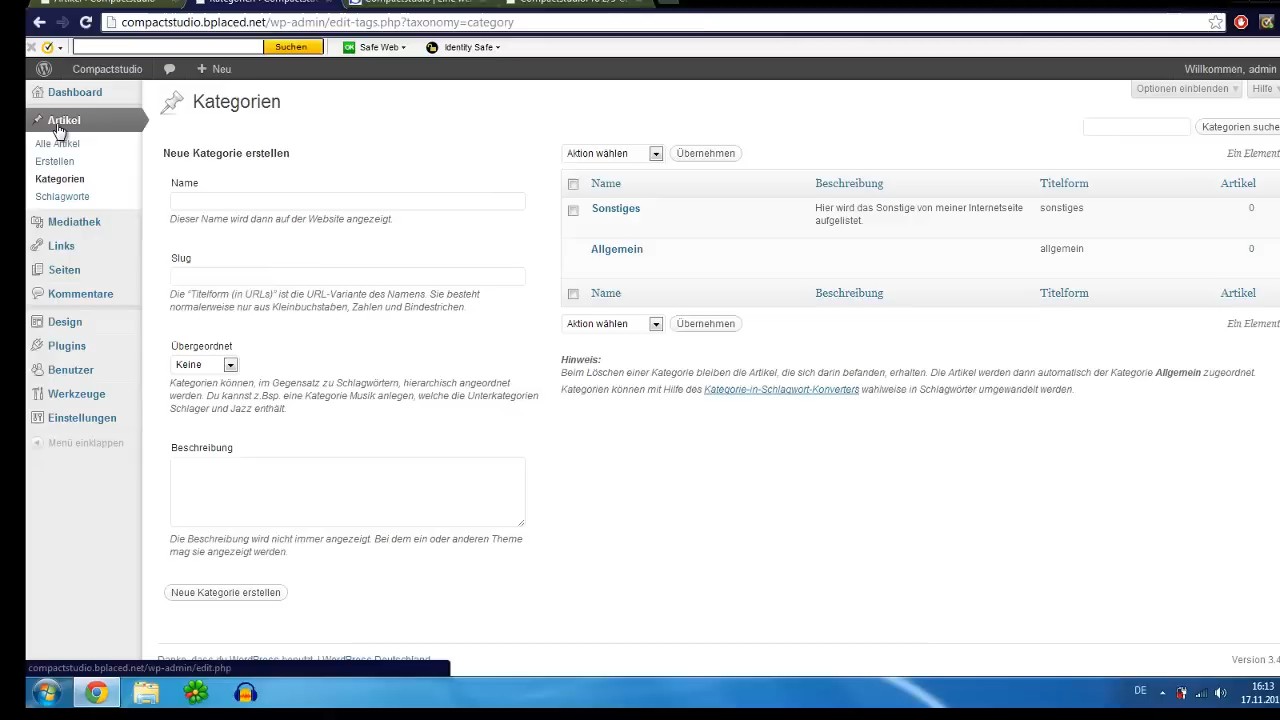 compactstudio.bplaced.net/wp-admin/edit-tags.php?taxonomy=category
Suchen
OK Safe Web
Identity Safe
Compactstudio
Neu
Willkommen, admin
Dashboard
Artikel
Alle Artikel
Erstellen
Kategorien
Schlagworte
Mediathek
Links
Seiten
Kommentare
Design
Plugins
Benutzer
Werkzeuge
Einstellungen
Menü einklappen
Kategorien
Optionen einblenden
Hilfe
Kategorien suche
Neue Kategorie erstellen
Name
Dieser Name wird dann auf der Website angezeigt.
Slug
Die "Titelform (in URLs)" ist die URL-Variante des Namens. Sie besteht
normalerweise nur aus Kleinbuchstaben, Zahlen und Bindestrichen.
Übergeordnet
Keine
Kategorien können, im Gegensatz zu Schlagwörtern, hierarchisch angeordnet
werden. Du kannst z.Bsp. eine Kategorie Musik anlegen, welche die Unterkategorien
Schlager und Jazz enthält.
Beschreibung
Die Beschreibung wird nicht immer angezeigt. Bei dem ein oder anderen Theme
mag sie angezeigt werden.
Neue Kategorie erstellen
Aktion wählen
Übernehmen
Ein Element
Name
Beschreibung
Titelform
Artikel
Sonstiges
Hier wird das Sonstige von meiner Internetseite
aufgelistet.
sonstiges
0
Allgemein
allgemein
0
Name
Beschreibung
Titelform
Artikel
Aktion wählen
Übernehmen
Ein Element
Hinweis:
Beim Löschen einer Kategorie bleiben die Artikel, die sich darin befanden, erhalten. Die Artikel werden dann automatisch der Kategorie Allgemein zugeordnet.
Kategorien können mit Hilfe des Kategorie-in-Schlagwort-Konverters wahlweise in Schlagwörter umgewandelt werden.
Danke, dass du WordPress benutzt. | WordPress Deutschland
Version 3.4
compactstudio.bplaced.net/wp-admin/edit.php
DE
16:13
17.11.201